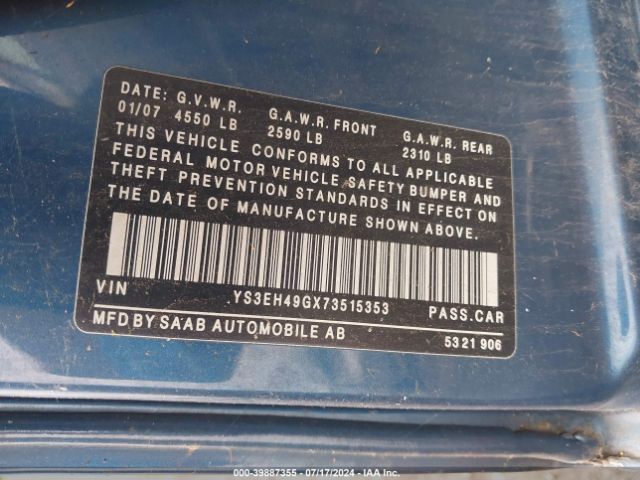 DATE: G.V.W.R. G.A.W.R. FRONT G.A.W.R. REAR
01/07 4550 LB 2590 LB 2310 LB
THIS VEHICLE CONFORMS TO ALL APPLICABLE
FEDERAL MOTOR VEHICLE SAFETY BUMPER AND
THEFT PREVENTION STANDARDS IN EFFECT ON
THE DATE OF MANUFACTURE SHOWN ABOVE.
VIN YS3EH49GX73515353 PASS.CAR
MFD BY SAAB AUTOMOBILE AB 5321 906
000-39887355 - 07/17/2024 - IAA Inc.